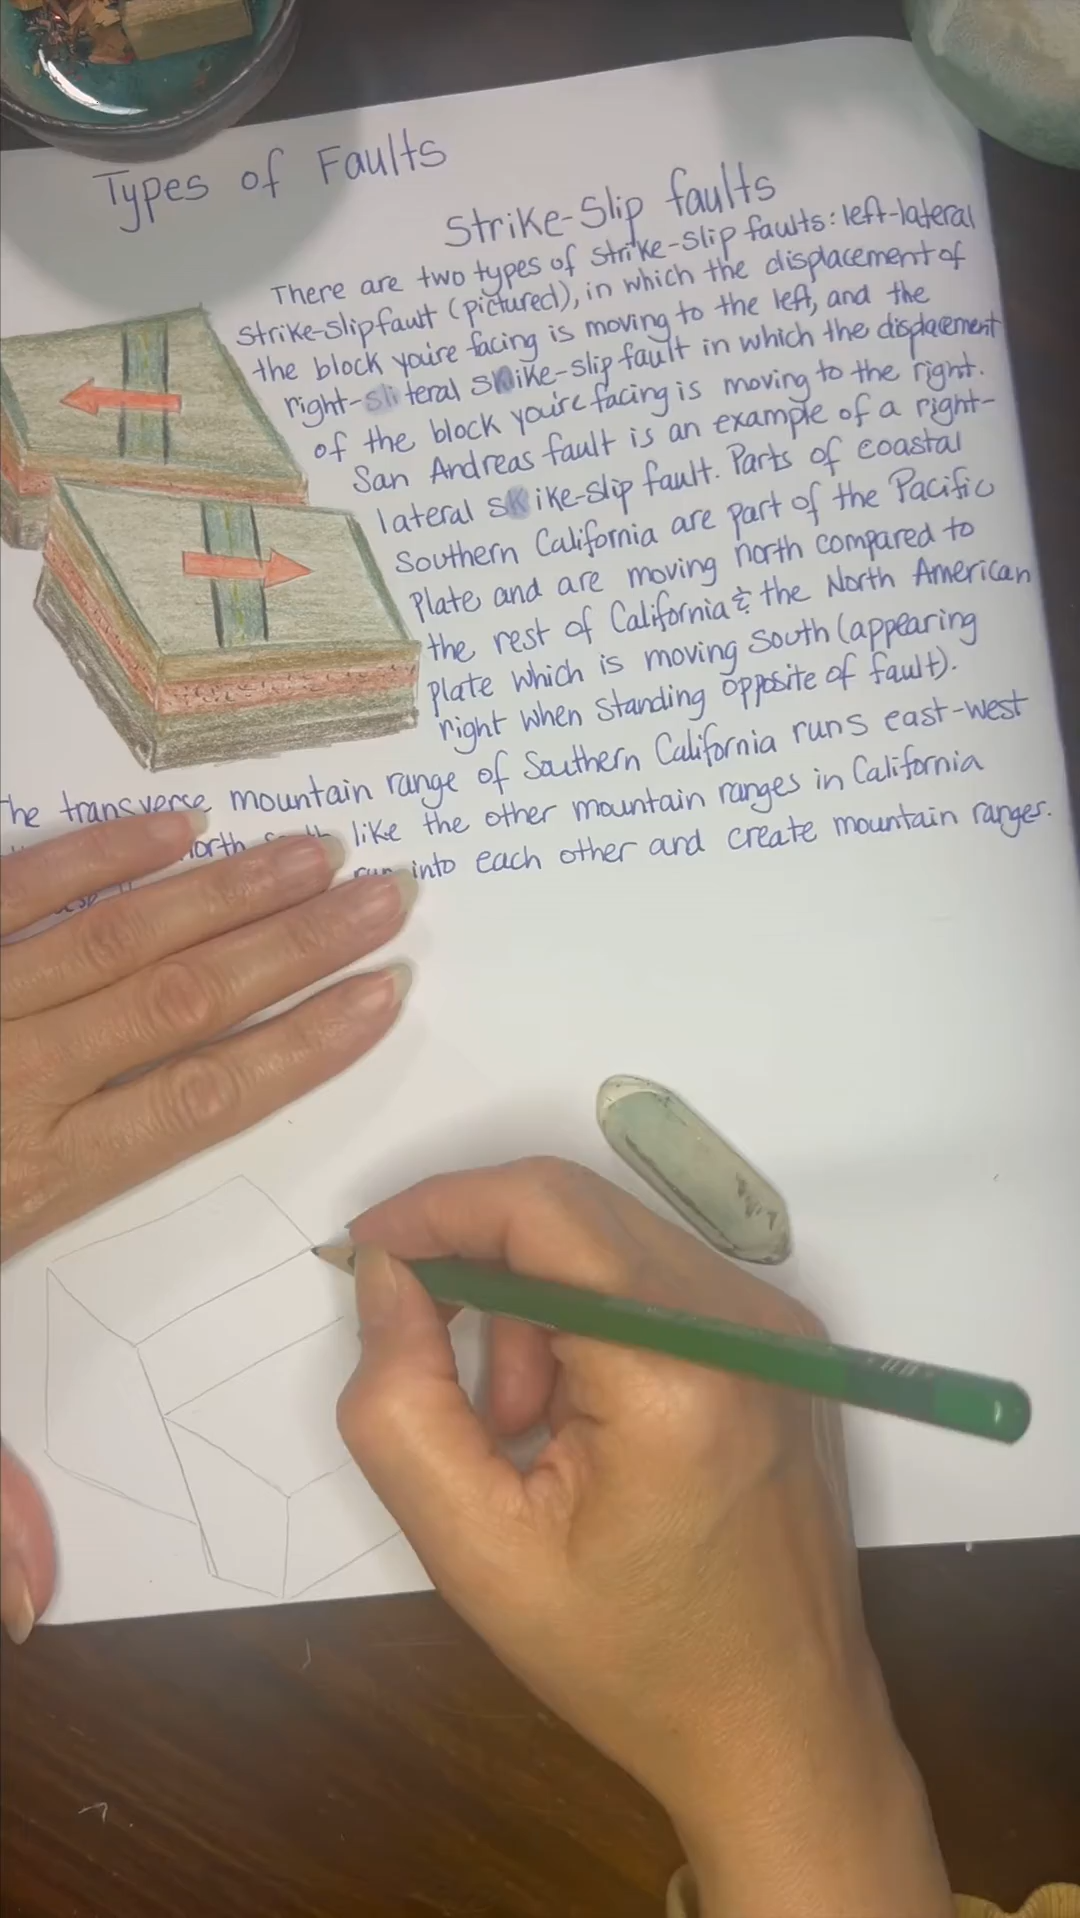 Types of Faults
Strike-Slip faults
There are two types of strike-slip faults: left-lateral
strike-slip fault (pictured), in which the displacement of
the block you're facing is moving to the left, and the
right-sliteral skike-slip fault in which the displacement
of the block you're facing is moving to the right.
San Andreas fault is an example of a right-
lateral skike-slip fault. Parts of coastal
Southern California are part of the Pacific
Plate and are moving north compared to
the rest of California & the North American
plate which is moving south (appearing
right when standing opposite of fault).
The transverse mountain range of Southern California runs east-west
north south like the other mountain ranges in California
run into each other and create mountain ranges.